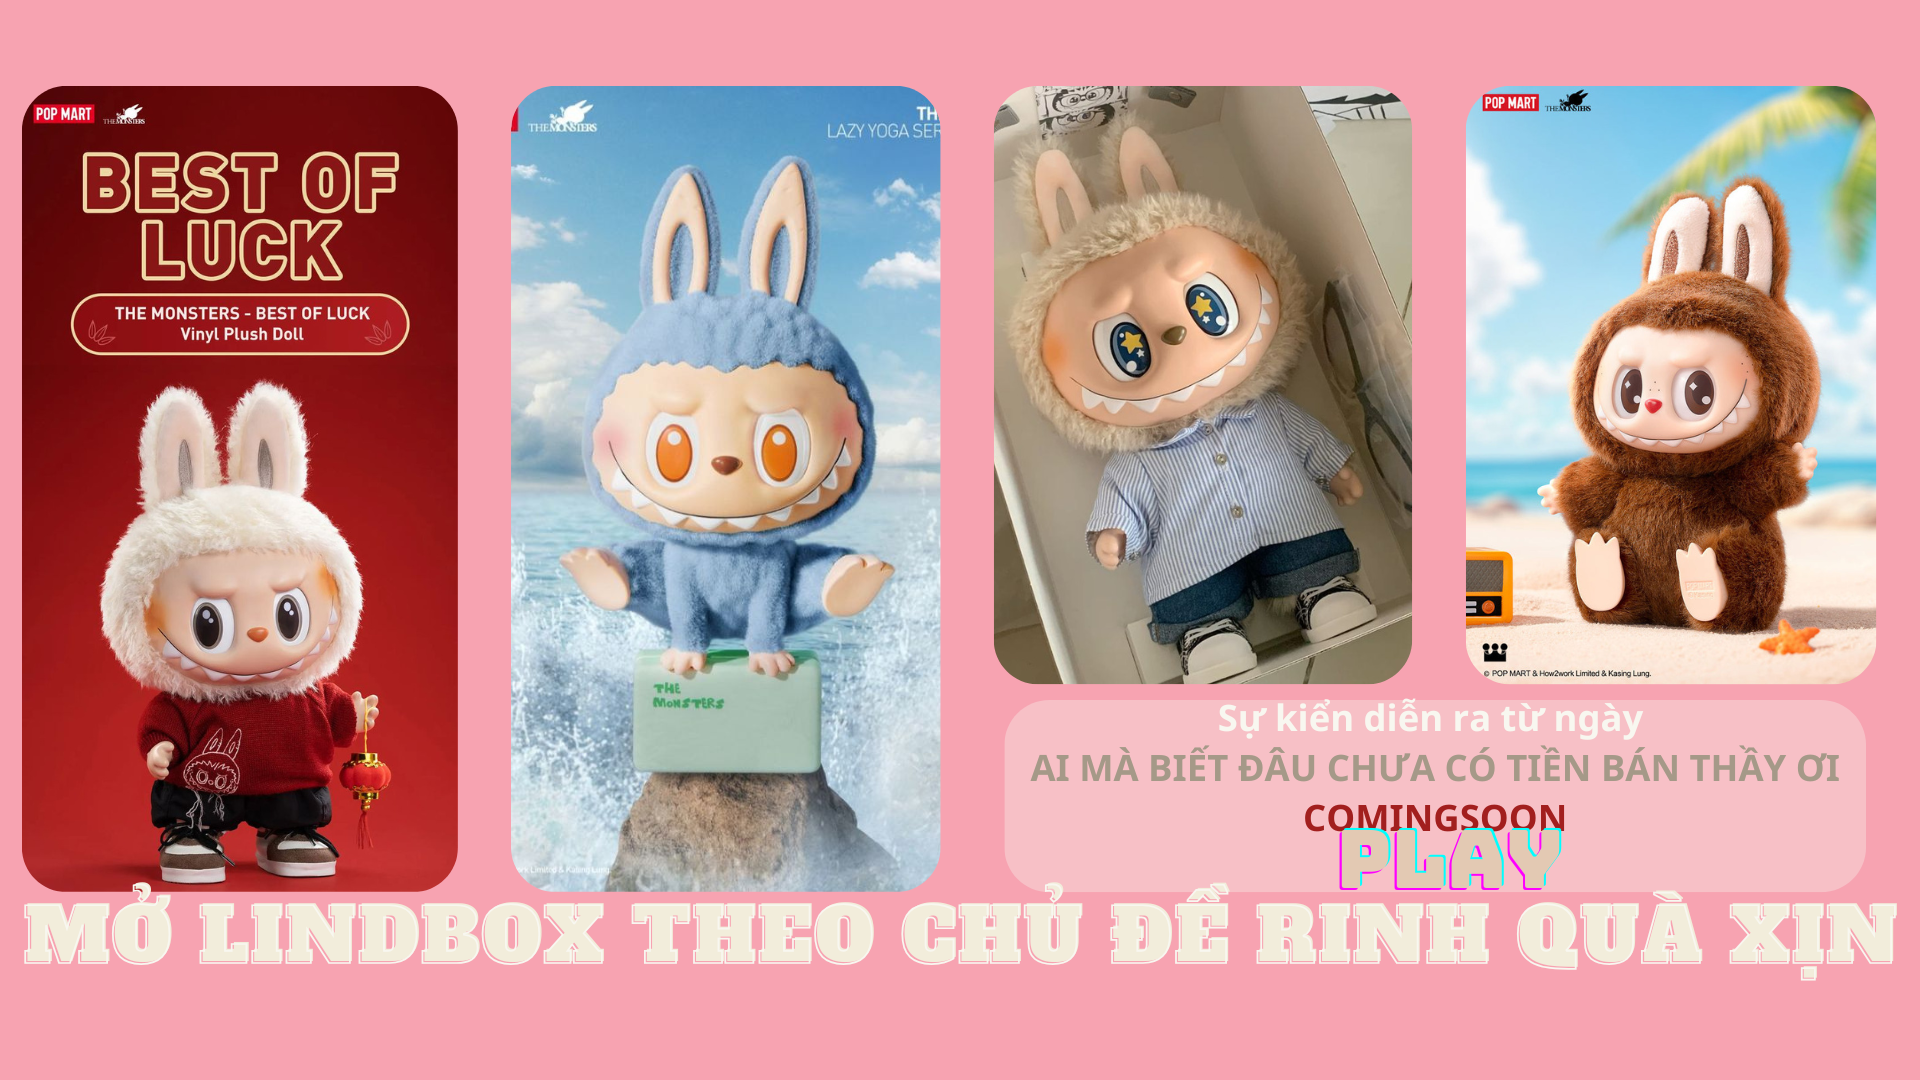 POP MART
THE MONSTERS
BEST OF
LUCK
THE MONSTERS - BEST OF LUCK
Vinyl Plush Doll
THE MONSTERS
TH
LAZY YOGA SER
THE
MONSTERS
k Limited & Kasing Lung.
POP MART
THE MONSTERS
© POP MART & How2work Limited & Kasing Lung.
Sự kiển diễn ra từ ngày
AI MÀ BIẾT ĐÂU CHƯA CÓ TIỀN BÁN THẦY ƠI
COMINGSOON
PLAY
MỞ LINDBOX THEO CHỦ ĐỀ RINH QUÀ XỊN